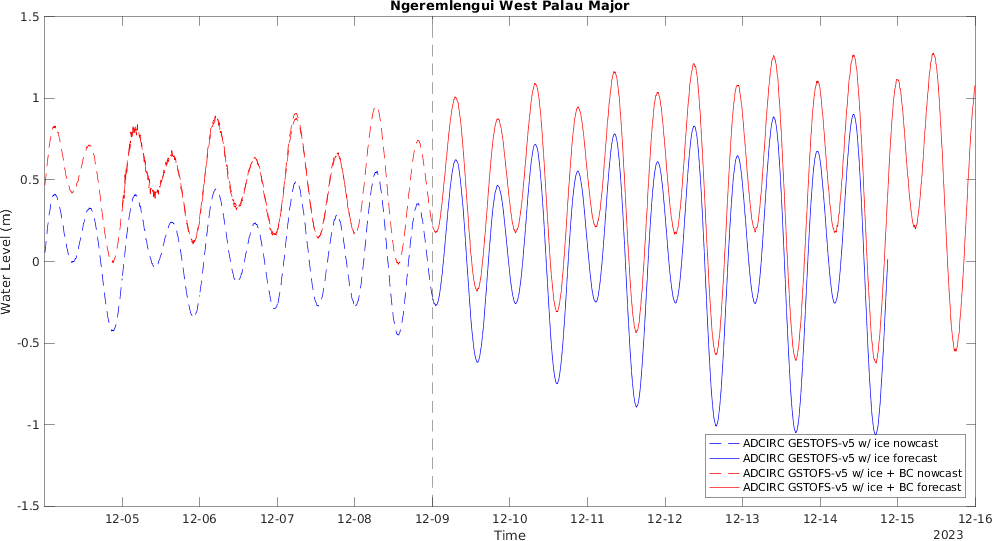 Ngeremlengui West Palau Major
1.5
1
0.5
0
-0.5
-1
-1.5
Water Level (m)
12-05
12-06
12-07
12-08
12-09
12-10
12-11
12-12
12-13
12-14
12-15
12-16
Time
2023
ADCIRC GESTOFS-v5 w/ ice nowcast
ADCIRC GESTOFS-v5 w/ ice forecast
ADCIRC GSTOFS-v5 w/ ice + BC nowcast
ADCIRC GSTOFS-v5 w/ ice + BC forecast